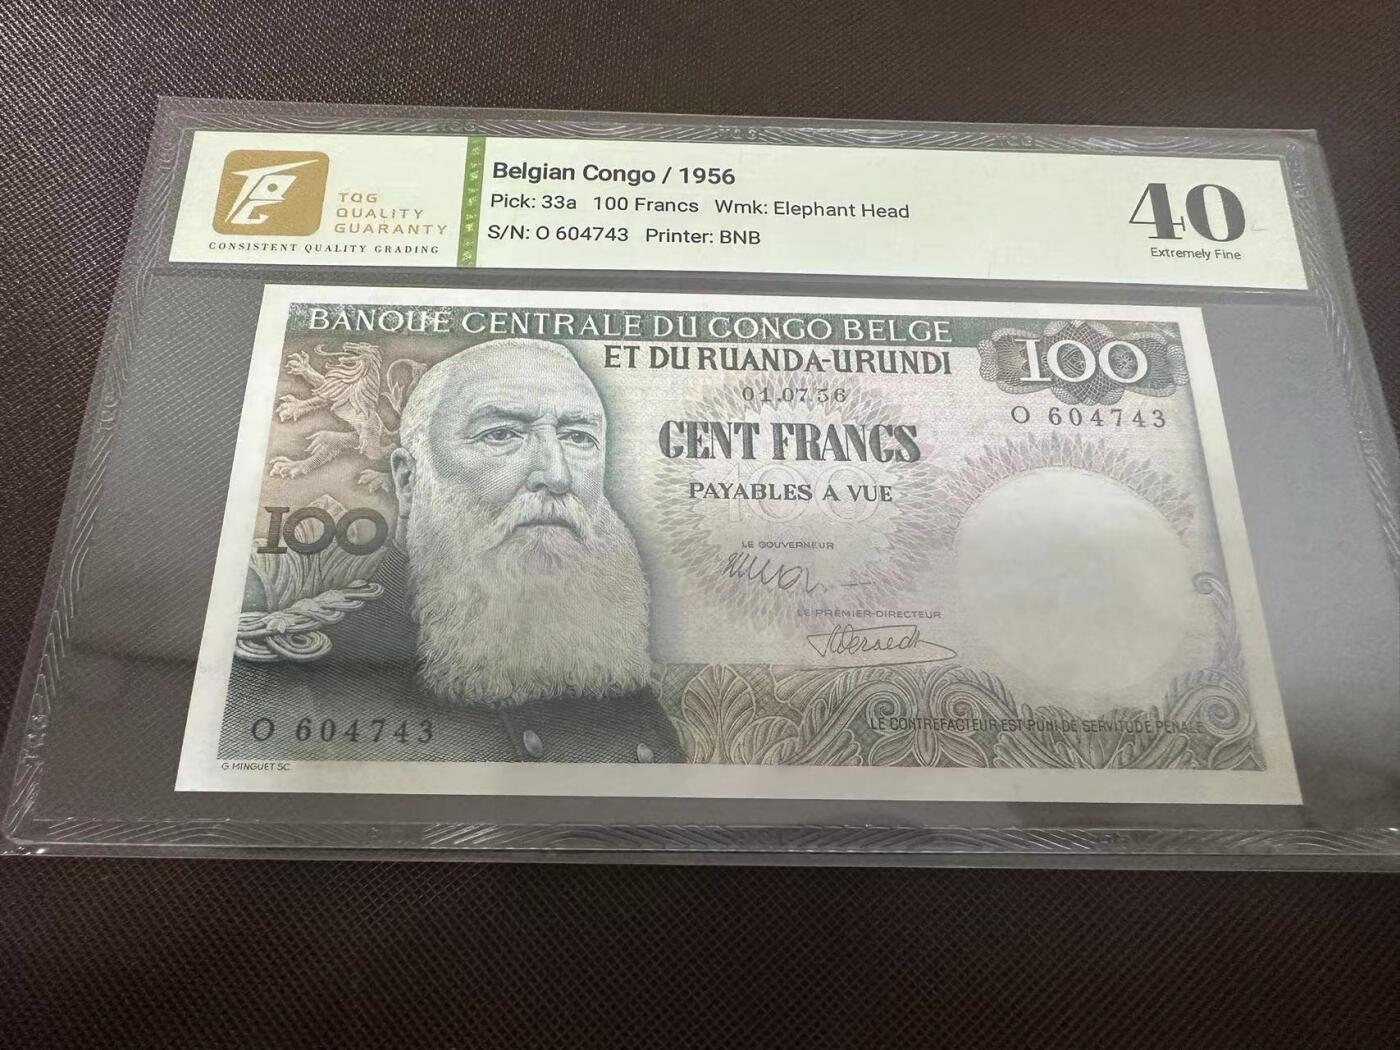 TQG
QUALITY
GUARANTY
CONSISTENT QUALITY GRADING
Belgian Congo / 1956
Pick: 33a 100 Francs Wmk: Elephant Head
S/N: O 604743 Printer: BNB
40
Extremely Fine
BANQUE CENTRALE DU CONGO BELGE
ET DU RUANDA-URUNDI
100
01.07.56
O 604743
CENT FRANCS
100
PAYABLES A VUE
100
LE GOUVERNEUR
LE PREMIER-DIRECTEUR
O 604743
LE CONTREFACTEUR EST PUNI DE SERVITUDE PENALE
G. MINGUET SC.